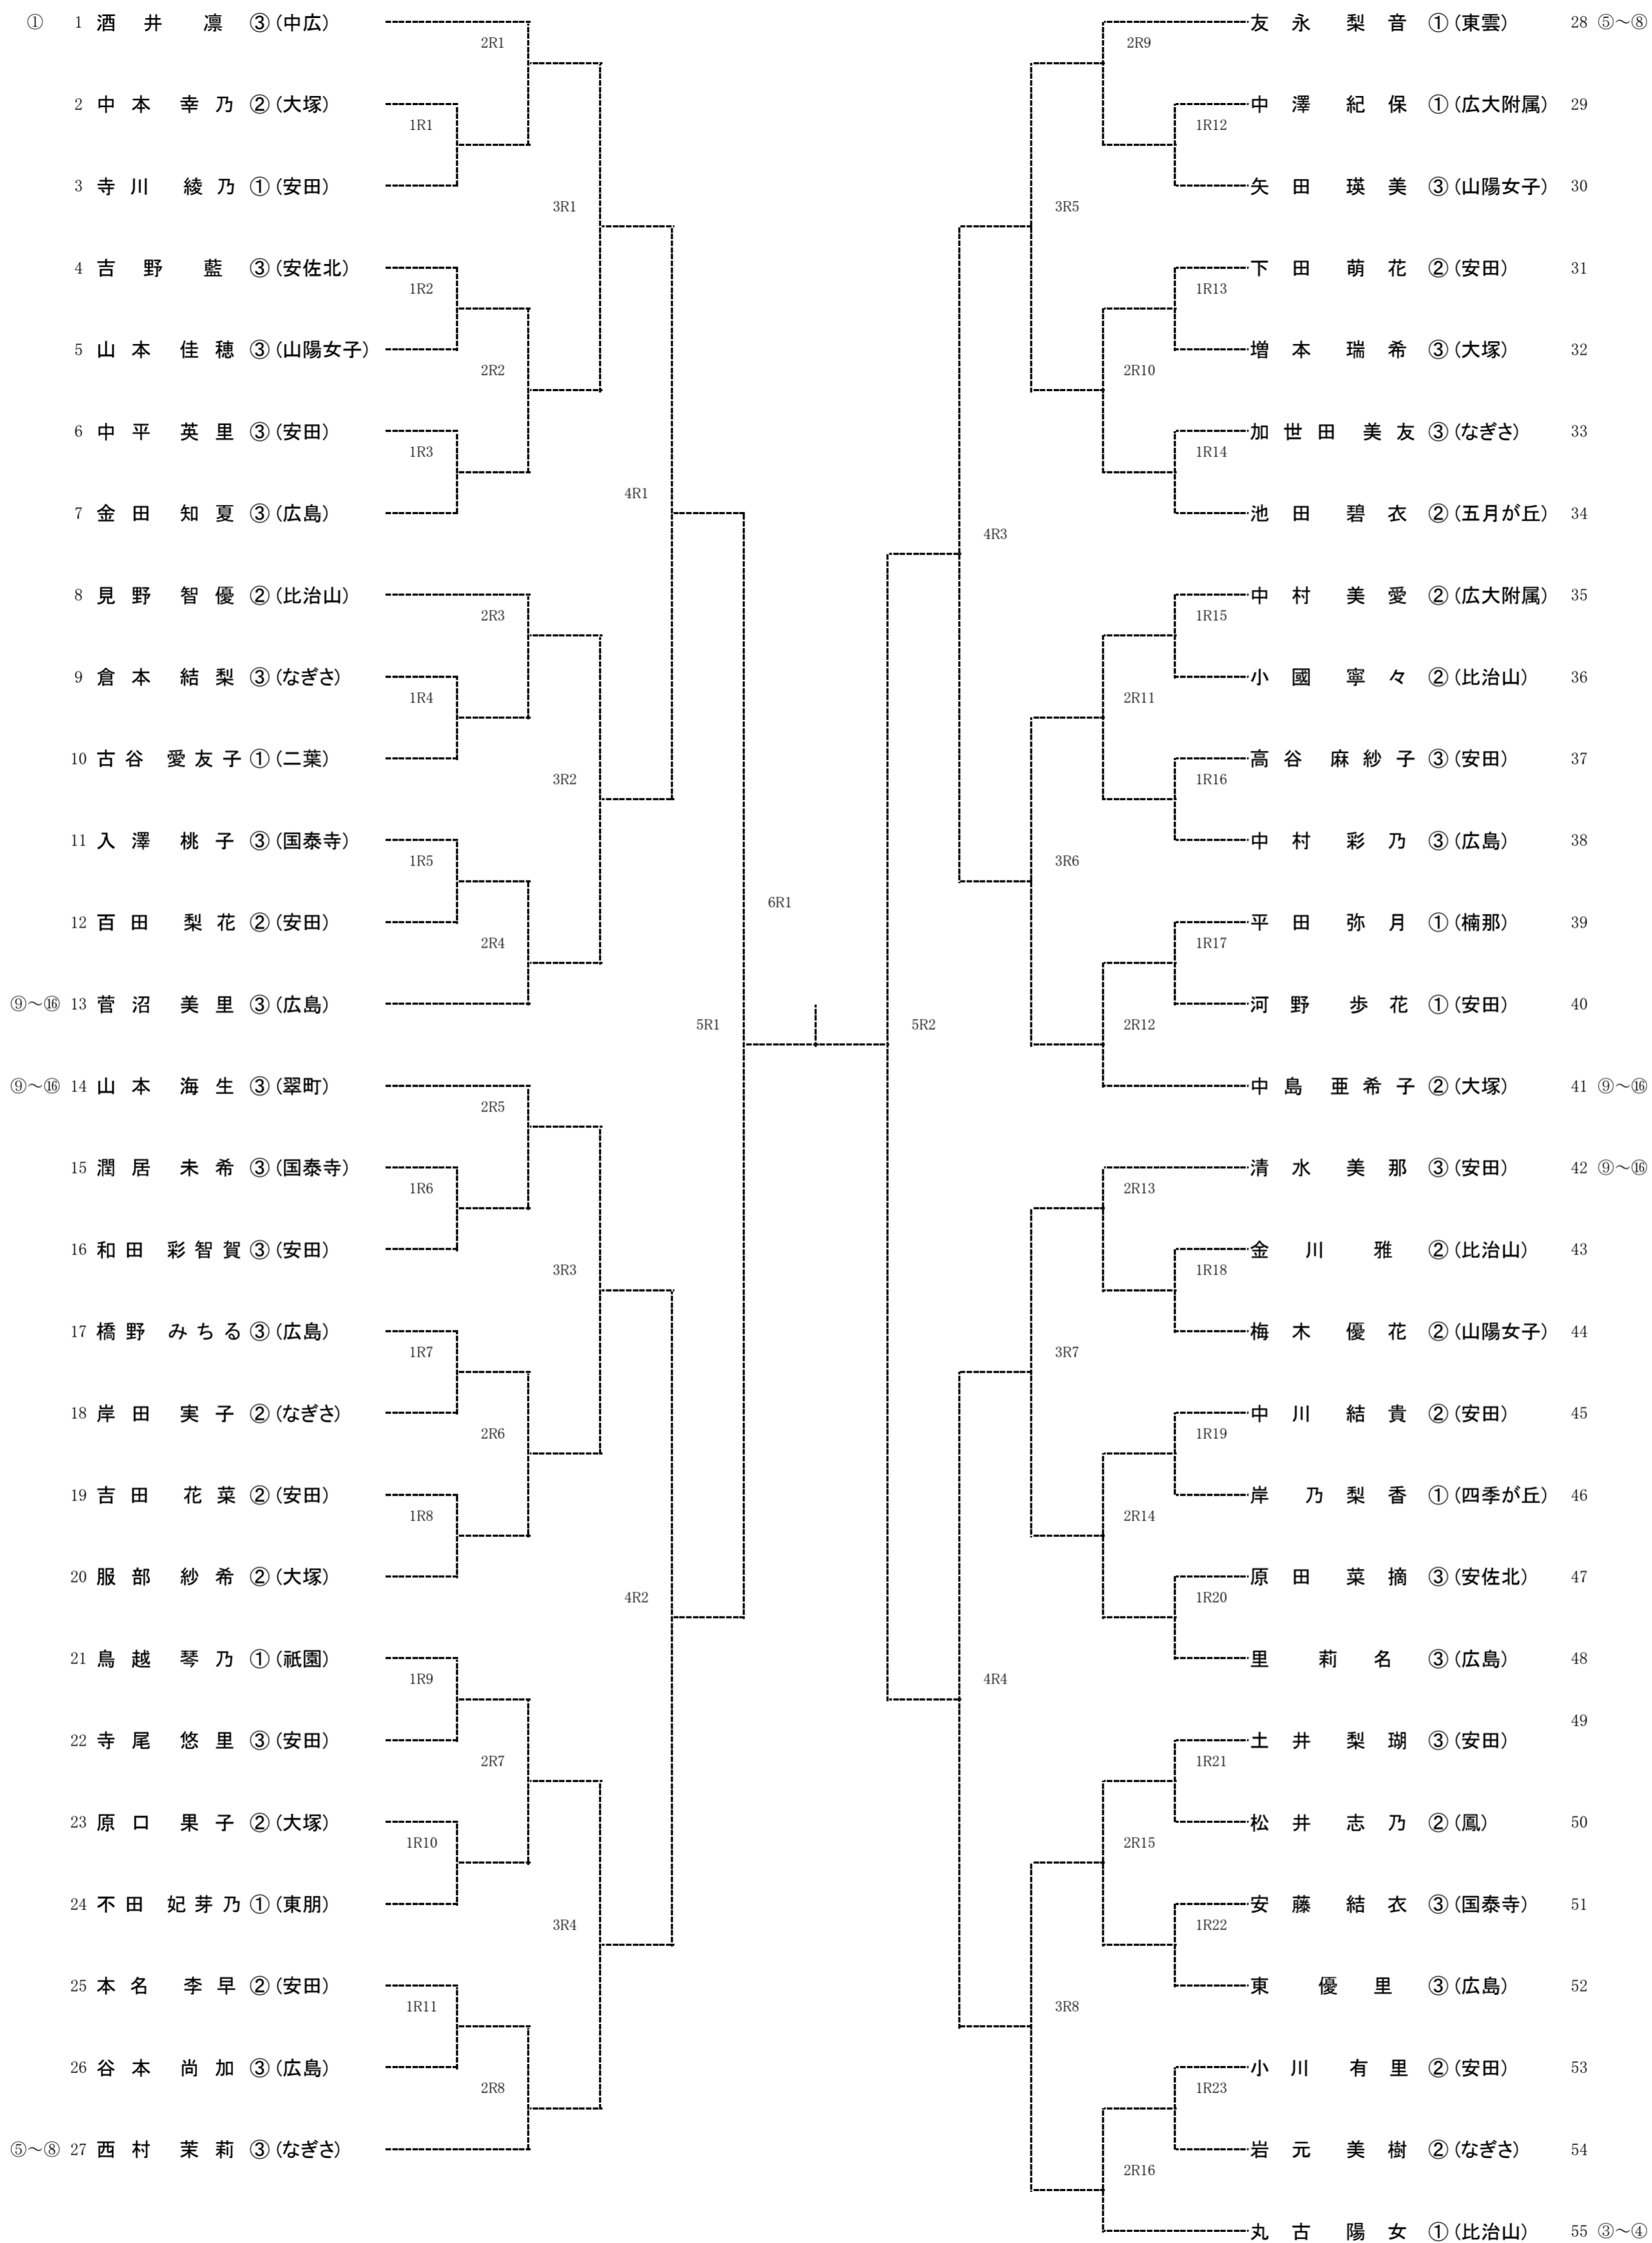 ① 1 酒井 凛 ③ (中広)
2R1
2 中本 幸乃 ② (大塚)
1R1
3 寺川 綾乃 ① (安田)
3R1
4 吉野 藍 ③ (安佐北)
1R2
5 山本 佳穂 ③ (山陽女子)
2R2
6 中平 英里 ③ (安田)
1R3
4R1
7 金田 知夏 ③ (広島)
8 見野 智優 ② (比治山)
2R3
9 倉本 結梨 ③ (なぎさ)
1R4
10 古谷 愛友子 ① (二葉)
3R2
11 入澤 桃子 ③ (国泰寺)
1R5
6R1
12 百田 梨花 ② (安田)
2R4
⑨～⑯ 13 菅沼 美里 ③ (広島)
5R1
⑨～⑯ 14 山本 海生 ③ (翠町)
2R5
15 潤居 未希 ③ (国泰寺)
1R6
16 和田 彩智賀 ③ (安田)
3R3
17 橋野 みちる ③ (広島)
1R7
18 岸田 実子 ② (なぎさ)
2R6
19 吉田 花菜 ② (安田)
1R8
20 服部 紗希 ② (大塚)
4R2
21 鳥越 琴乃 ① (祇園)
1R9
22 寺尾 悠里 ③ (安田)
2R7
23 原口 果子 ② (大塚)
1R10
24 不田 妃芽乃 ① (東朋)
3R4
25 本名 李早 ② (安田)
1R11
26 谷本 尚加 ③ (広島)
2R8
⑤～⑧ 27 西村 茉莉 ③ (なぎさ)
友永 梨音 ① (東雲) 28 ⑤～⑧
2R9
中澤 紀保 ① (広大附属) 29
1R12
矢田 瑛美 ③ (山陽女子) 30
3R5
下田 萌花 ② (安田) 31
1R13
増本 瑞希 ③ (大塚) 32
2R10
加世田 美友 ③ (なぎさ) 33
1R14
池田 碧衣 ② (五月が丘) 34
4R3
中村 美愛 ② (広大附属) 35
1R15
小國 寧々 ② (比治山) 36
2R11
高谷 麻紗子 ③ (安田) 37
1R16
中村 彩乃 ③ (広島) 38
3R6
平田 弥月 ① (楠那) 39
1R17
河野 歩花 ① (安田) 40
5R2
2R12
中島 亜希子 ② (大塚) 41 ⑨～⑯
清水 美那 ③ (安田) 42 ⑨～⑯
2R13
金川 雅 ② (比治山) 43
1R18
梅木 優花 ② (山陽女子) 44
3R7
中川 結貴 ② (安田) 45
1R19
岸 乃梨香 ① (四季が丘) 46
2R14
原田 菜摘 ③ (安佐北) 47
1R20
里 莉名 ③ (広島) 48
4R4
土井 梨瑚 ③ (安田) 49
1R21
松井 志乃 ② (鳳) 50
2R15
安藤 結衣 ③ (国泰寺) 51
1R22
東 優里 ③ (広島) 52
3R8
小川 有里 ② (安田) 53
1R23
岩元 美樹 ② (なぎさ) 54
2R16
丸古 陽女 ① (比治山) 55 ③～④